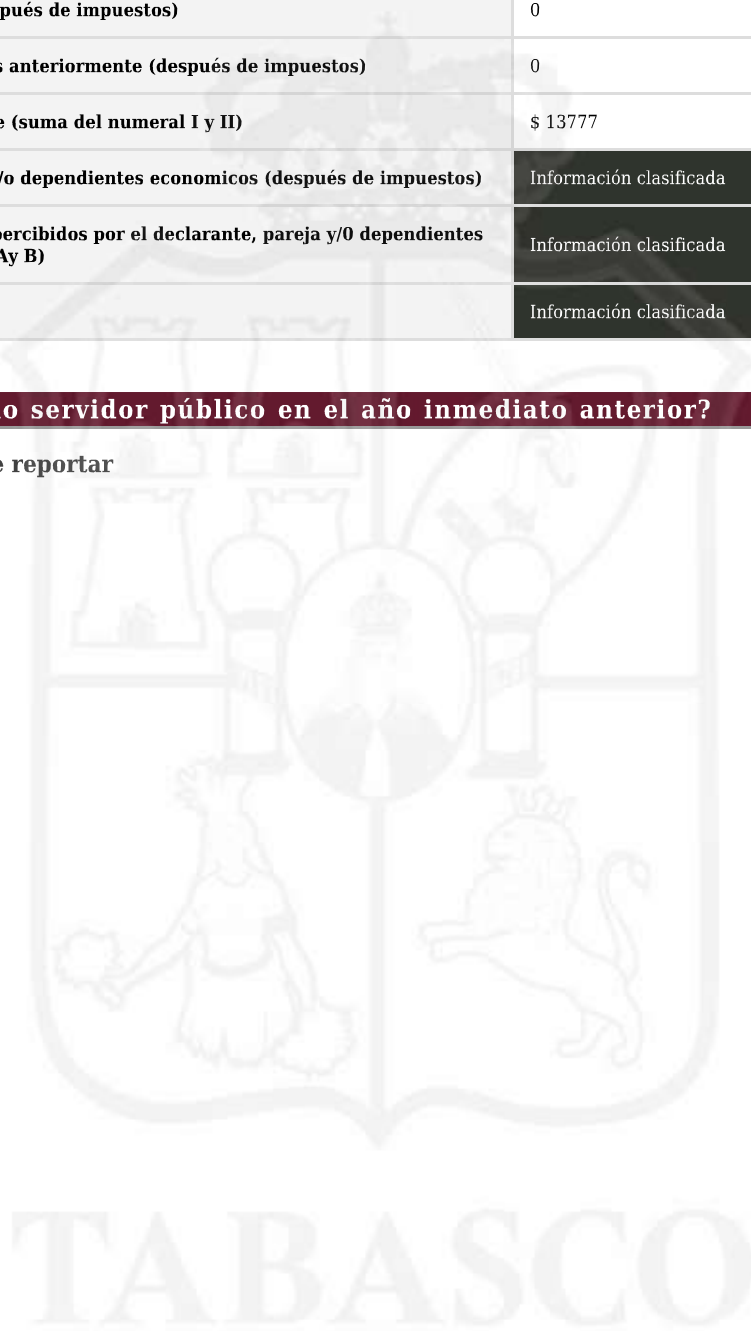 pués de impuestos) 0
s anteriormente (después de impuestos) 0
e (suma del numeral I y II) $ 13777
/o dependientes economicos (después de impuestos) Información clasificada
percibidos por el declarante, pareja y/0 dependientes Información clasificada
Ay B)
Información clasificada
o servidor público en el año inmediato anterior?
e reportar
TABASCO